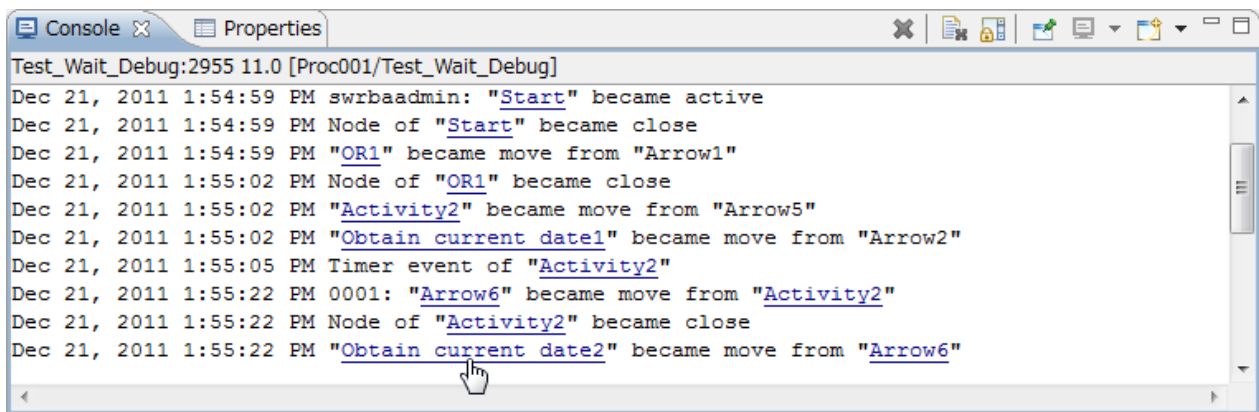 Console Properties
Test_Wait_Debug:2955 11.0 [Proc001/Test_Wait_Debug]
Dec 21, 2011 1:54:59 PM swrbaadmin: "Start" became active
Dec 21, 2011 1:54:59 PM Node of "Start" became close
Dec 21, 2011 1:54:59 PM "OR1" became move from "Arrow1"
Dec 21, 2011 1:55:02 PM Node of "OR1" became close
Dec 21, 2011 1:55:02 PM "Activity2" became move from "Arrow5"
Dec 21, 2011 1:55:02 PM "Obtain current date1" became move from "Arrow2"
Dec 21, 2011 1:55:05 PM Timer event of "Activity2"
Dec 21, 2011 1:55:22 PM 0001: "Arrow6" became move from "Activity2"
Dec 21, 2011 1:55:22 PM Node of "Activity2" became close
Dec 21, 2011 1:55:22 PM "Obtain current date2" became move from "Arrow6"